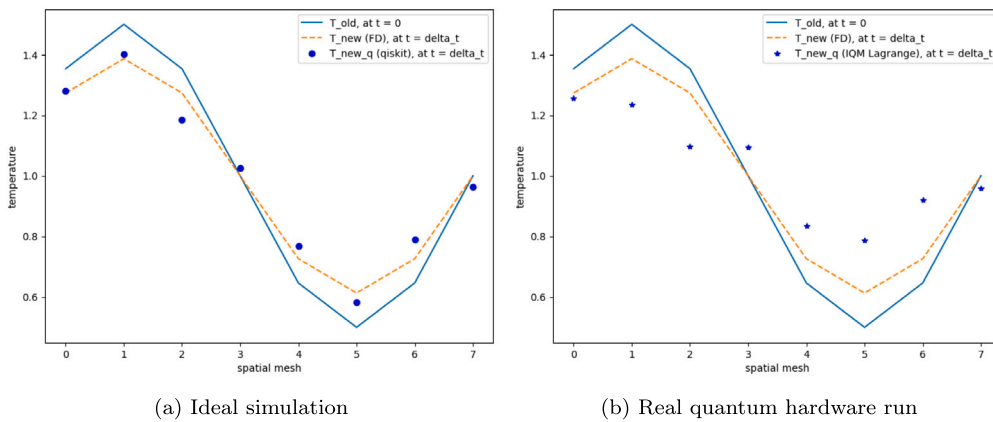 T_old, at t = 0
T_new (FD), at t = delta_t
T_new_q (qiskit), at t = delta_t
temperature
1.4
1.2
1.0
0.8
0.6
0 1 2 3 4 5 6 7
spatial mesh
(a) Ideal simulation
T_old, at t = 0
T_new (FD), at t = delta_t
T_new_q (IQM Lagrange), at t = delta_t
temperature
1.4
1.2
1.0
0.8
0.6
0 1 2 3 4 5 6 7
spatial mesh
(b) Real quantum hardware run